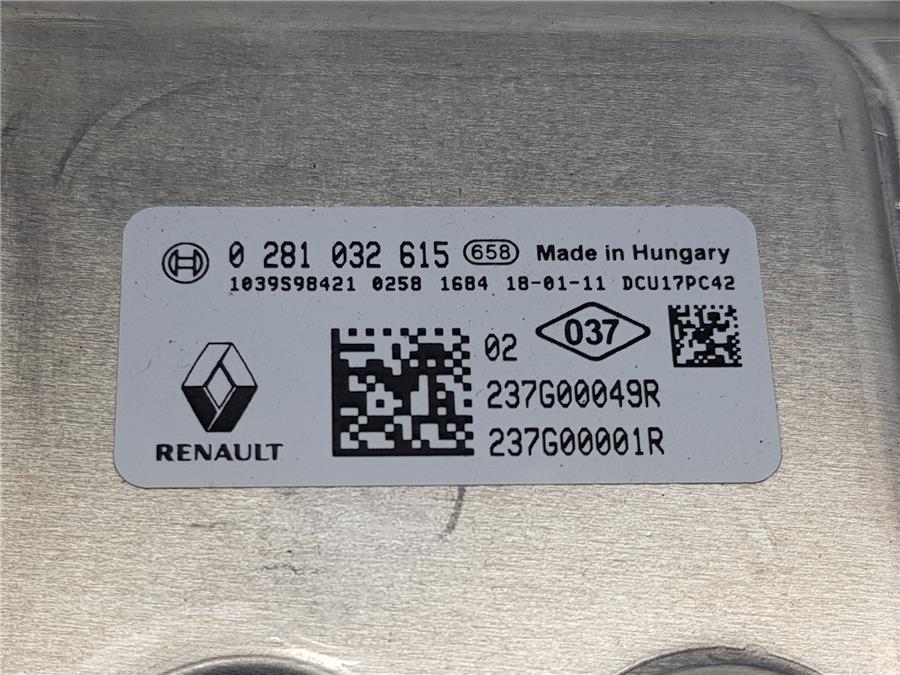 0 281 032 615 658 Made in Hungary
1039S98421 0258 1684 18-01-11 DCU17PC42
02 037
237G00049R
237G00001R
RENAULT